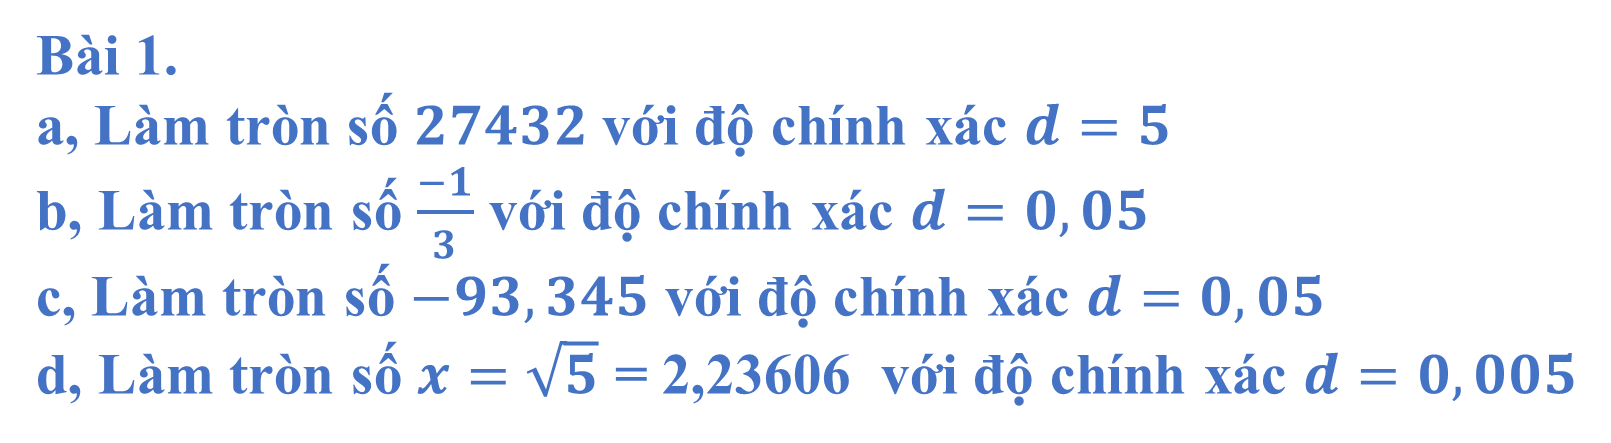 Bài 1.
a, Làm tròn số 27432 với độ chính xác d = 5
b, Làm tròn số \frac{-1}{3} với độ chính xác d = 0,05
c, Làm tròn số −93,345 với độ chính xác d = 0,05
d, Làm tròn số x = √5 = 2,23606 với độ chính xác d = 0,005